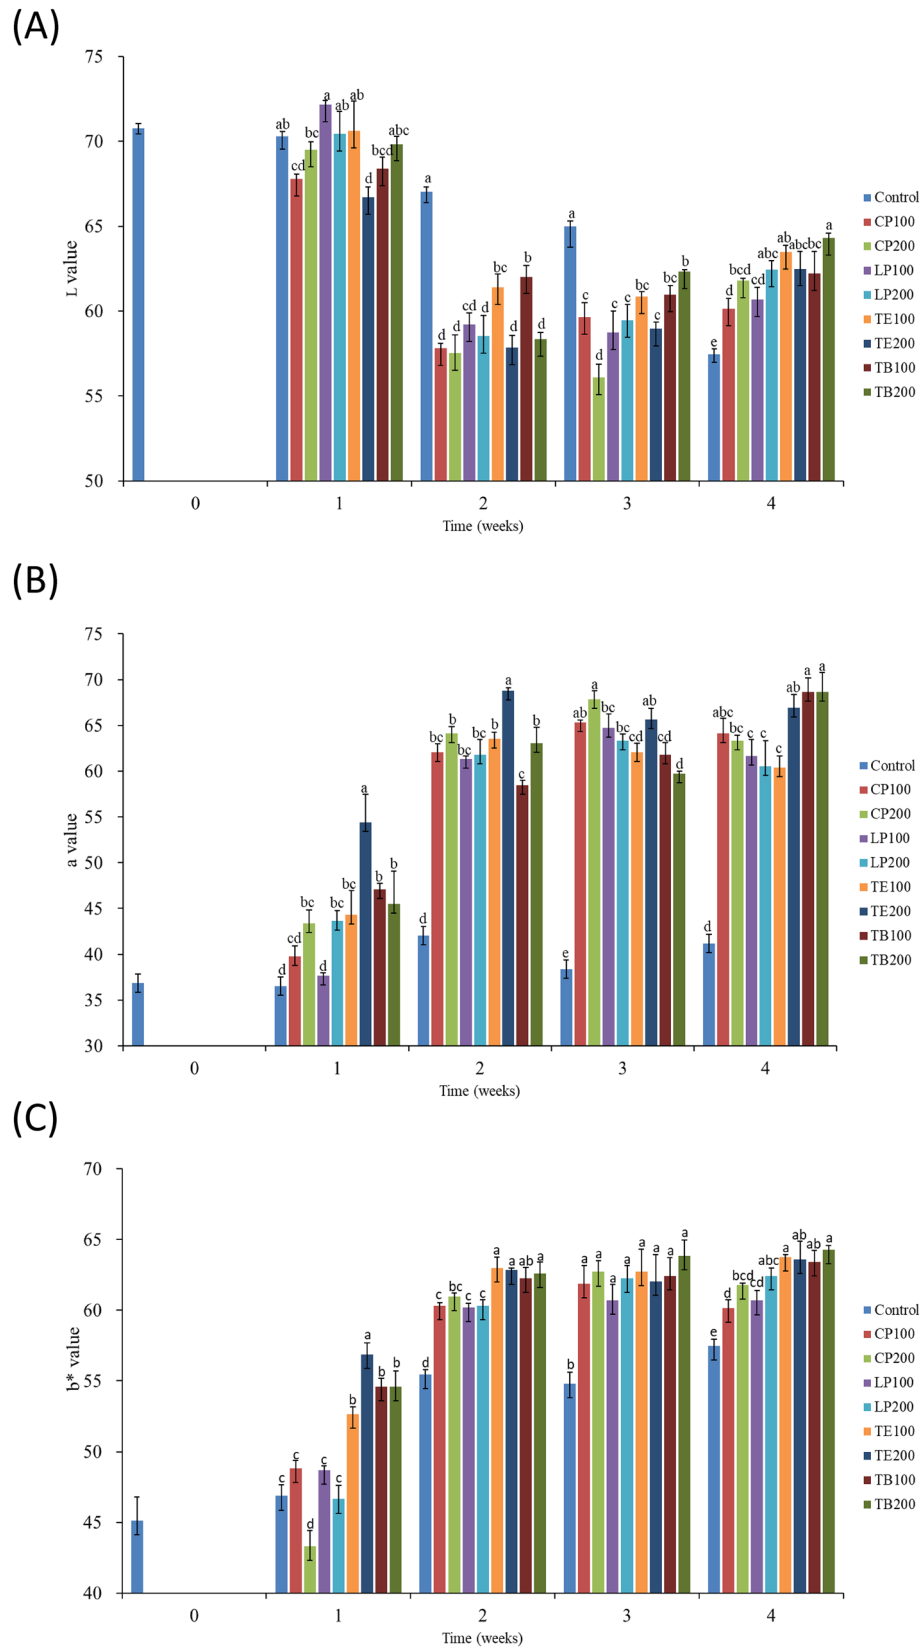 (A)
75
70
65
60
55
50
L value
ab
cd
bc
a
ab
ab
d
bcd
abc
a
d
d
cd
d
bc
d
b
d
a
c
d
c
c
bc
c
bc
b
e
d
bcd
cd
abc
ab
abc
bc
a
0 1 2 3 4
Time (weeks)
Control
CP100
CP200
LP100
LP200
TE100
TE200
TB100
TB200
(B)
75
70
65
60
55
50
45
40
35
30
a value
d
cd
bc
d
bc
bc
a
b
b
d
bc
b
bc
bc
b
a
c
b
e
ab
a
bc
bc
cd
ab
cd
d
d
abc
bc
c
c
c
ab
a
a
0 1 2 3 4
Time (weeks)
Control
CP100
CP200
LP100
LP200
TE100
TE200
TB100
TB200
(C)
70
65
60
55
50
45
40
b* value
c
c
d
c
c
b
a
b
b
d
c
bc
c
c
a
a
ab
a
b
a
a
a
a
a
a
a
a
e
d
bcd
cd
abc
a
ab
ab
a
0 1 2 3 4
Time (weeks)
Control
CP100
CP200
LP100
LP200
TE100
TE200
TB100
TB200